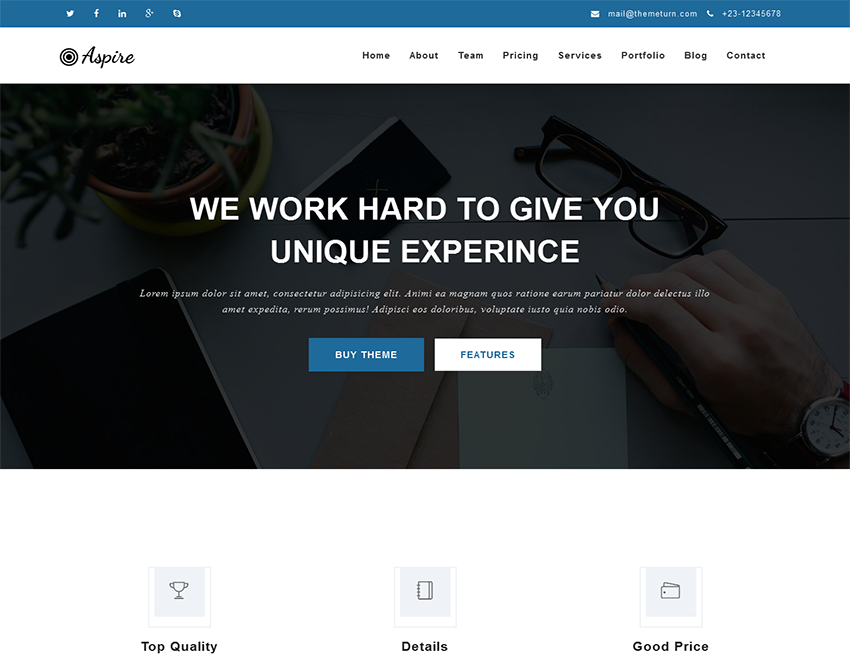 mail@themeturn.com +23-12345678
Aspire Home About Team Pricing Services Portfolio Blog Contact
WE WORK HARD TO GIVE YOU
UNIQUE EXPERINCE
Lorem ipsum dolor sit amet, consectetur adipisicing elit. Animi ea magnam quos ratione earum pariatur dolor delectus illo
amet expedita, rerum possimus! Adipisci eos doloribus, voluptate iusto quia nobis odio.
BUY THEME FEATURES
Top Quality Details Good Price